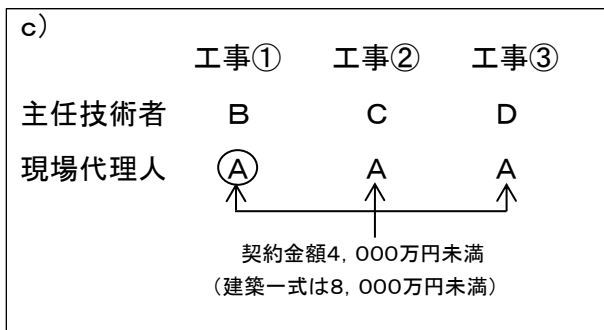 c）
工事① 工事② 工事③
主任技術者 B C D
現場代理人 A A A
契約金額4，000万円未満
（建築一式は8，000万円未満）